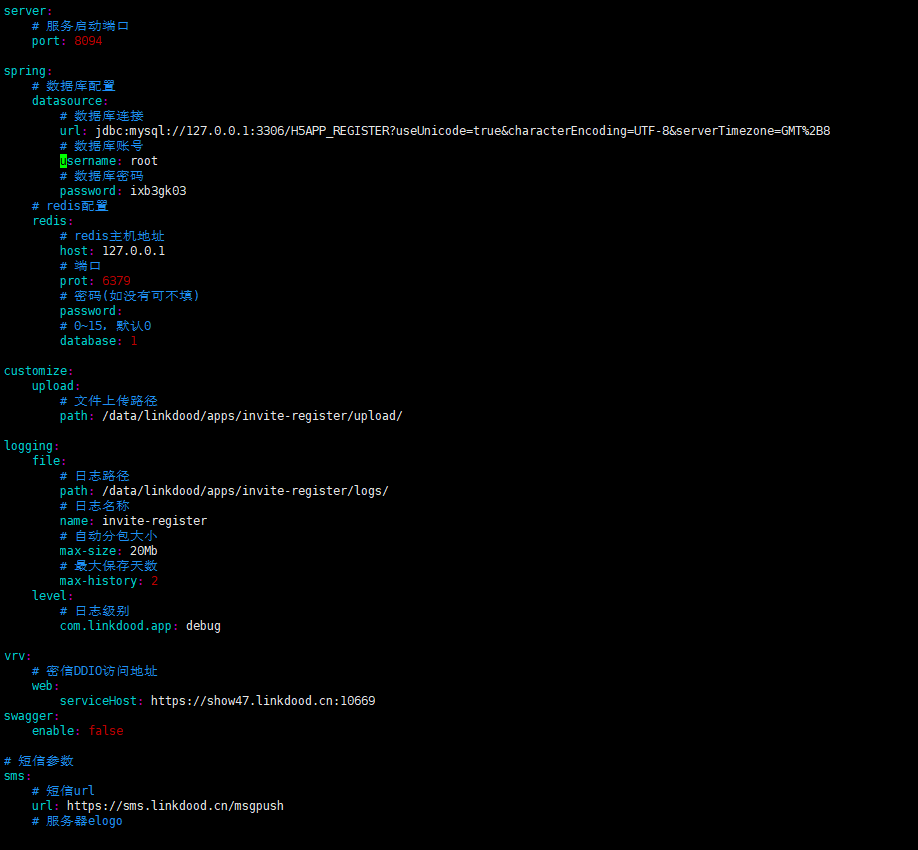 server:
# 服务启动端口
port: 8094
spring:
# 数据库配置
datasource:
# 数据库连接
url: jdbc:mysql://127.0.0.1:3306/H5APP_REGISTER?useUnicode=true&characterEncoding=UTF-8&serverTimezone=GMT%2B8
# 数据库账号
username: root
# 数据库密码
password: ixb3gk03
# redis配置
redis:
# redis主机地址
host: 127.0.0.1
# 端口
prot: 6379
# 密码(如没有可不填)
password:
# 0~15，默认0
database: 1
customize:
upload:
# 文件上传路径
path: /data/linkdood/apps/invite-register/upload/
logging:
file:
# 日志路径
path: /data/linkdood/apps/invite-register/logs/
# 日志名称
name: invite-register
# 自动分包大小
max-size: 20Mb
# 最大保存天数
max-history: 2
level:
# 日志级别
com.linkdood.app: debug
vrv:
# 密信DDIO访问地址
web:
serviceHost: https://show47.linkdood.cn:10669
swagger:
enable: false
# 短信参数
sms:
# 短信url
url: https://sms.linkdood.cn/msgpush
# 服务器elogo